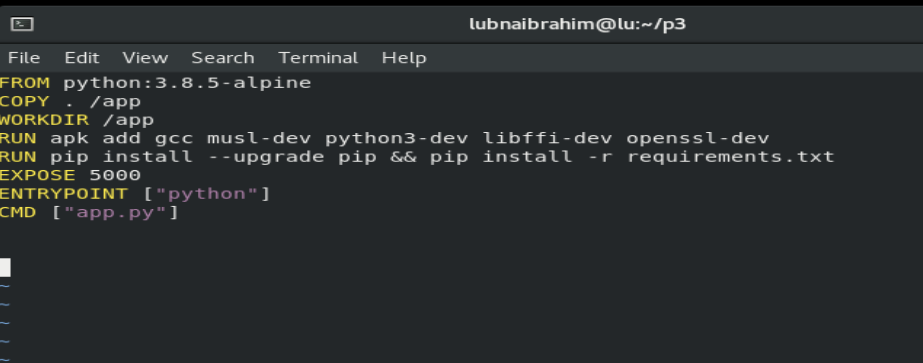 lubnaibrahim@lu:~/p3
File Edit View Search Terminal Help
FROM python:3.8.5-alpine
COPY . /app
WORKDIR /app
RUN apk add gcc musl-dev python3-dev libffi-dev openssl-dev
RUN pip install --upgrade pip && pip install -r requirements.txt
EXPOSE 5000
ENTRYPOINT ["python"]
CMD ["app.py"]
~
~
~
~
~